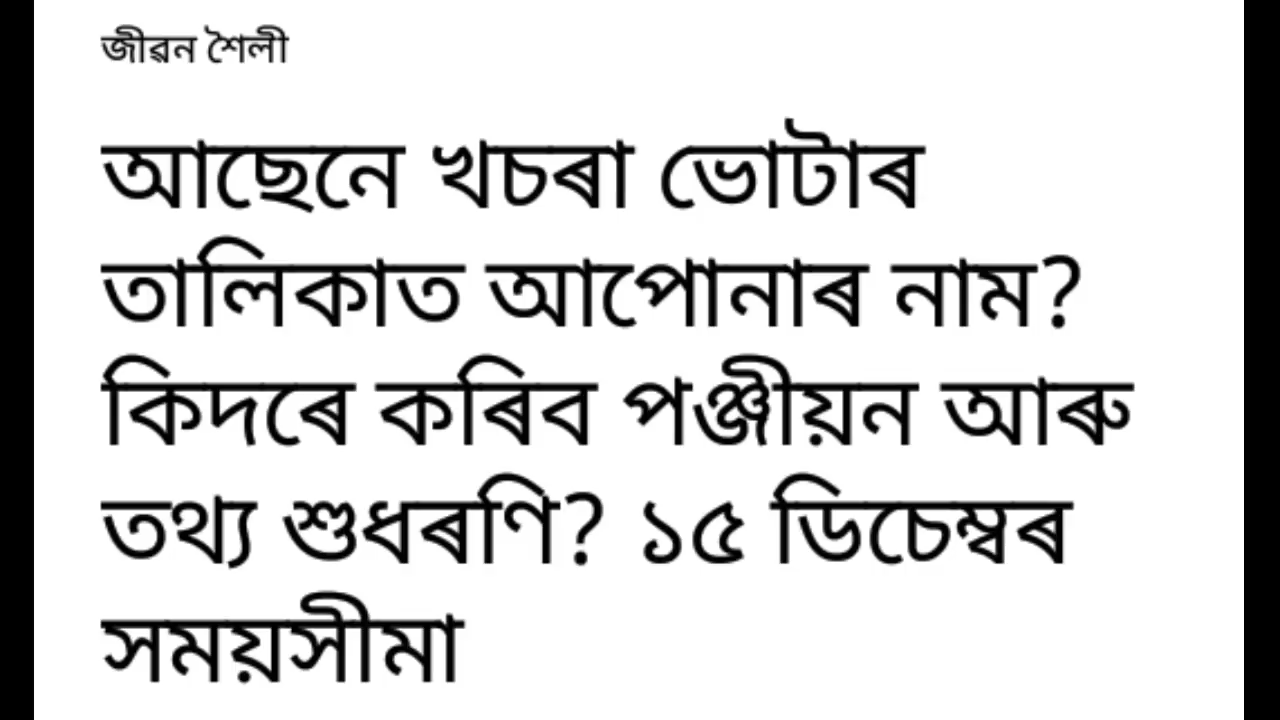 জীৱন শৈলী
আছেনে খচৰা ভোটাৰ
তালিকাত আপোনাৰ নাম?
কিদৰে কৰিব পঞ্জীয়ন আৰু
তথ্য শুধৰণি? ১৫ ডিচেম্বৰ
সময়সীমা